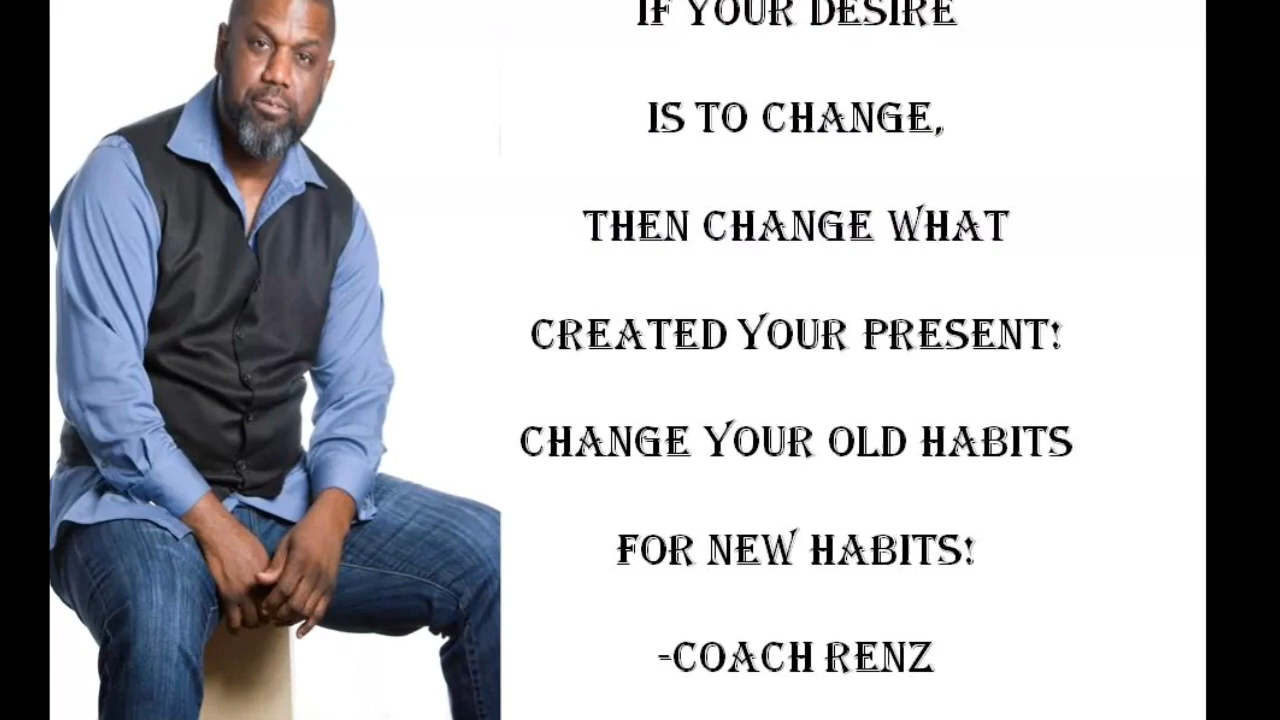 IF YOUR DESIRE
IS TO CHANGE,
THEN CHANGE WHAT
CREATED YOUR PRESENT!
CHANGE YOUR OLD HABITS
FOR NEW HABITS!
-COACH RENZ